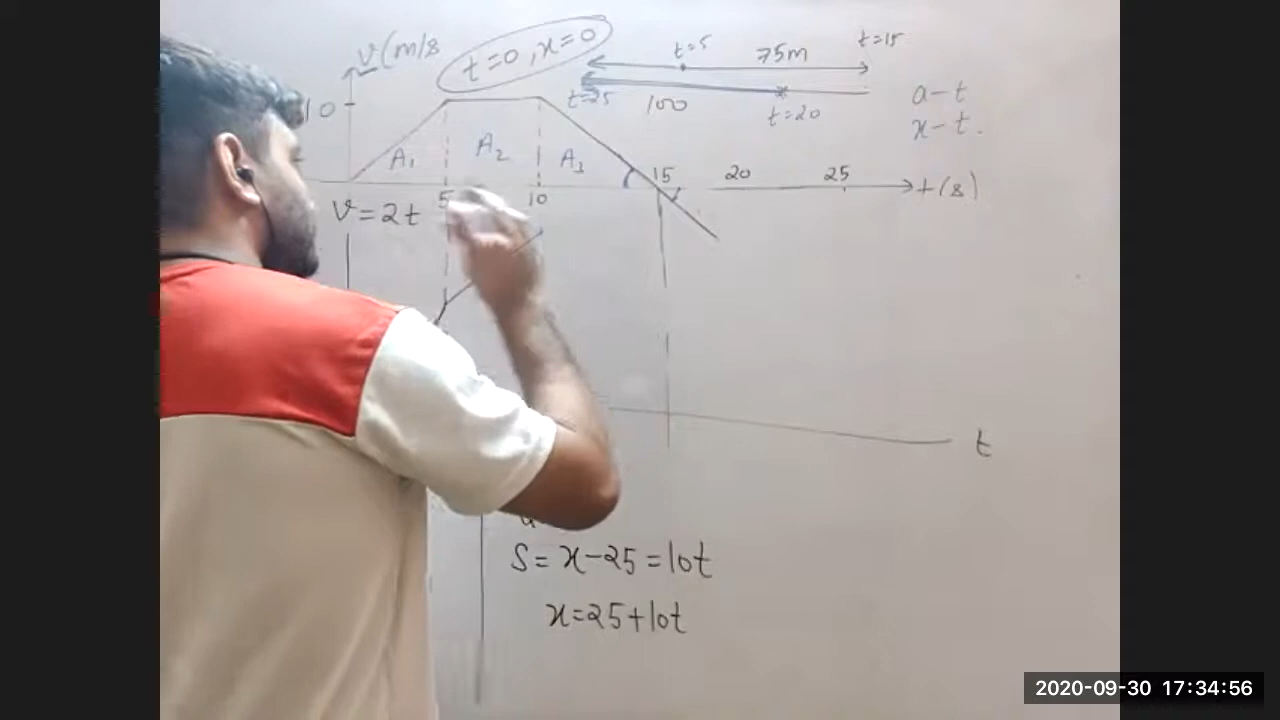 v(m/s
t=0, x=0
t=5
75m
t=15
10
t=25
100
t=20
a-t
x-t.
A₁
A₂
A₃
15
20
25
t(s)
5
10
V=2t
t
S=x-25=10t
x=25+10t
2020-09-30 17:34:56